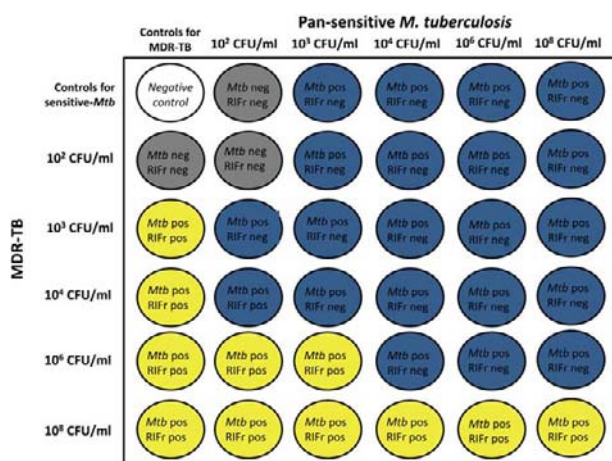 Pan-sensitive M. tuberculosis
Controls for MDR-TB
10² CFU/ml
10³ CFU/ml
10⁴ CFU/ml
10⁶ CFU/ml
10⁸ CFU/ml
MDR-TB
Controls for
sensitive-Mtb
Negative
control
Mtb neg
RIFr neg
Mtb pos
RIFr neg
Mtb pos
RIFr neg
Mtb pos
RIFr neg
Mtb pos
RIFr neg
10² CFU/ml
Mtb neg
RIFr neg
Mtb neg
RIFr neg
Mtb pos
RIFr neg
Mtb pos
RIFr neg
Mtb pos
RIFr neg
Mtb pos
RIFr neg
10³ CFU/ml
Mtb pos
RIFr pos
Mtb pos
RIFr neg
Mtb pos
RIFr neg
Mtb pos
RIFr neg
Mtb pos
RIFr neg
Mtb pos
RIFr neg
10⁴ CFU/ml
Mtb pos
RIFr pos
Mtb pos
RIFr pos
Mtb pos
RIFr neg
Mtb pos
RIFr neg
Mtb pos
RIFr neg
Mtb pos
RIFr neg
10⁶ CFU/ml
Mtb pos
RIFr pos
Mtb pos
RIFr pos
Mtb pos
RIFr pos
Mtb pos
RIFr neg
Mtb pos
RIFr neg
Mtb pos
RIFr neg
10⁸ CFU/ml
Mtb pos
RIFr pos
Mtb pos
RIFr pos
Mtb pos
RIFr pos
Mtb pos
RIFr pos
Mtb pos
RIFr pos
Mtb pos
RIFr pos